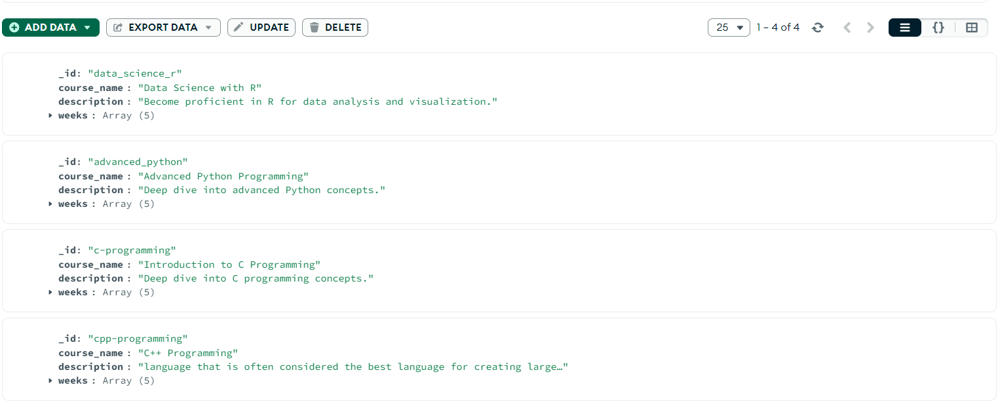 ADD DATA EXPORT DATA UPDATE DELETE 25 1 – 4 of 4 {}
_id: "data_science_r"
course_name : "Data Science with R"
description : "Become proficient in R for data analysis and visualization."
weeks : Array (5)
_id: "advanced_python"
course_name : "Advanced Python Programming"
description : "Deep dive into advanced Python concepts."
weeks : Array (5)
_id: "c-programming"
course_name : "Introduction to C Programming"
description : "Deep dive into C programming concepts."
weeks : Array (5)
_id: "cpp-programming"
course_name : "C++ Programming"
description : "language that is often considered the best language for creating large…"
weeks : Array (5)